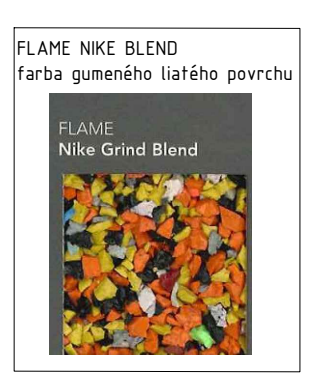 FLAME NIKE BLEND
farba gumeného liatého povrchu
FLAME
Nike Grind Blend